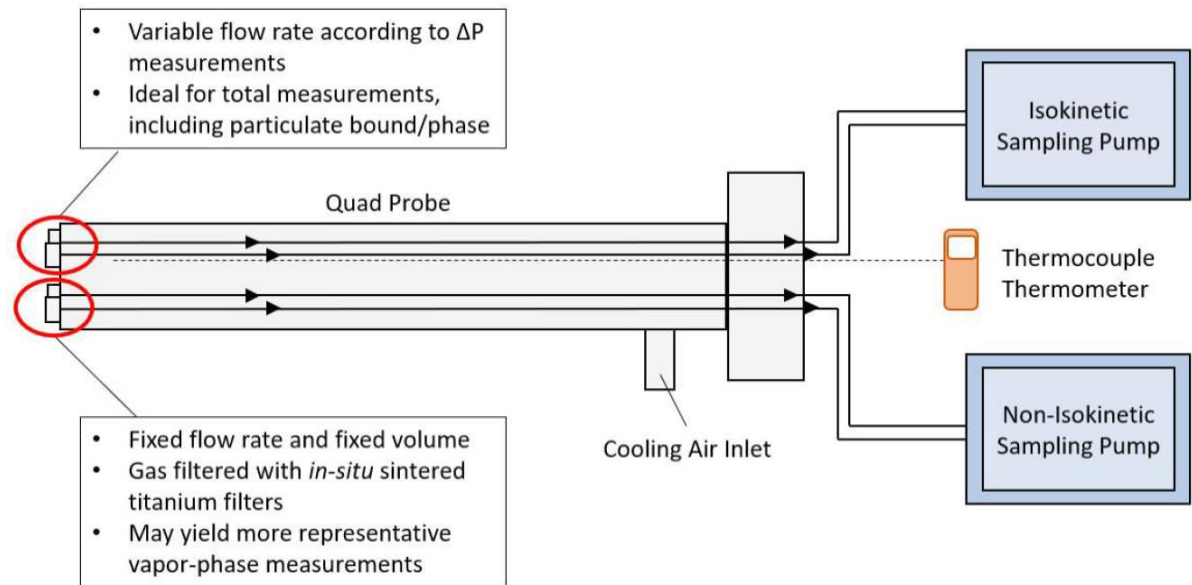 • Variable flow rate according to ΔP
measurements
• Ideal for total measurements,
including particulate bound/phase
Quad Probe
Isokinetic
Sampling Pump
Thermocouple
Thermometer
Cooling Air Inlet
Non-Isokinetic
Sampling Pump
• Fixed flow rate and fixed volume
• Gas filtered with in-situ sintered
titanium filters
• May yield more representative
vapor-phase measurements